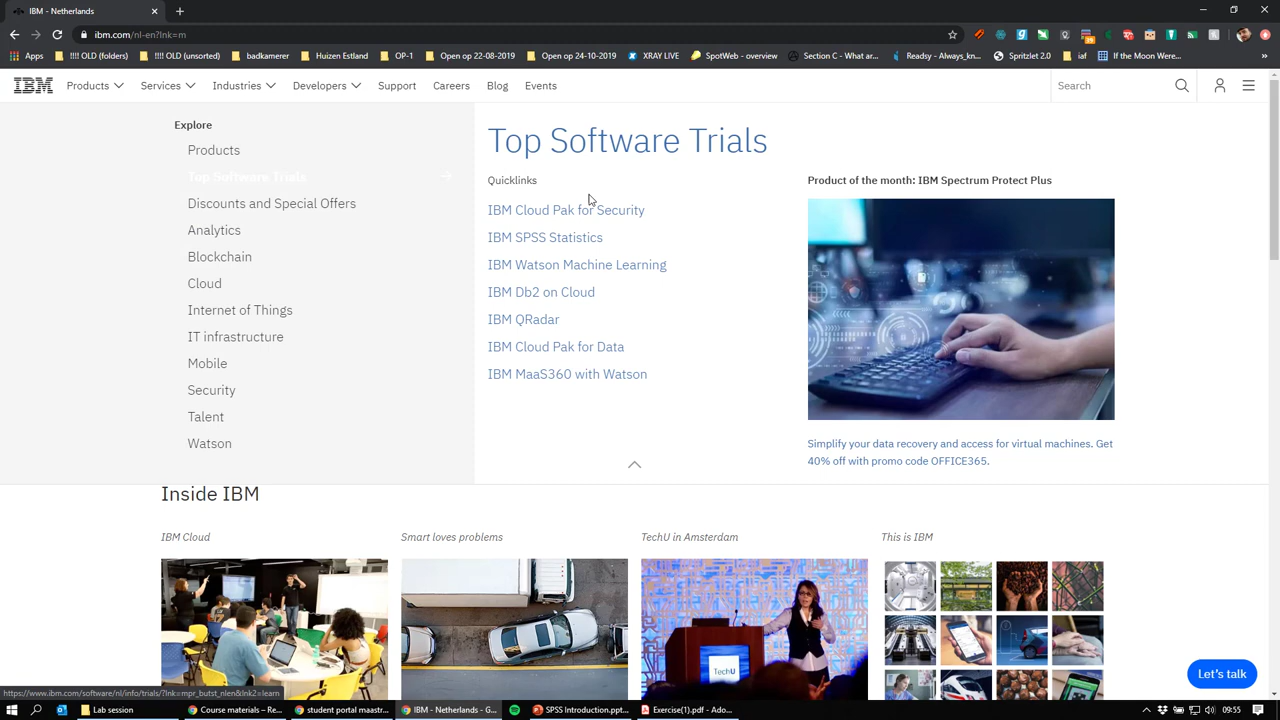 IBM - Netherlands
ibm.com/nl-en?lnk=m
Apps
!!! OLD (folders)
!!! OLD (unsorted)
badkamerer
Huizen Estland
OF-1
Open op 22-08-2019
Open op 24-10-2019
XRAY LIVE
SpotWeb - overview
Section C - What ar...
Readsy - Always_kn...
Spritzlet 2.0
iaf
If the Moon Were...
IBM
Products
Services
Industries
Developers
Support
Careers
Blog
Events
Search
Explore
Products
Top Software Trials
Discounts and Special Offers
Analytics
Blockchain
Cloud
Internet of Things
IT infrastructure
Mobile
Security
Talent
Watson
Top Software Trials
Quicklinks
IBM Cloud Pak for Security
IBM SPSS Statistics
IBM Watson Machine Learning
IBM Db2 on Cloud
IBM QRadar
IBM Cloud Pak for Data
IBM MaaS360 with Watson
Product of the month: IBM Spectrum Protect Plus
Simplify your data recovery and access for virtual machines. Get
40% off with promo code OFFICE365.
Inside IBM
IBM Cloud
Smart loves problems
TechU in Amsterdam
This is IBM
TechU
Let's talk
https://www.ibm.com/software/nl/info/trials/?lnk=mpr_butst_nlen&lnk2=learn
Lab session
Course materials – Re...
student portal maastr...
IBM - Netherlands - G...
SPSS Introduction.pp...
Exercise(1).pdf - Ado...
09:55